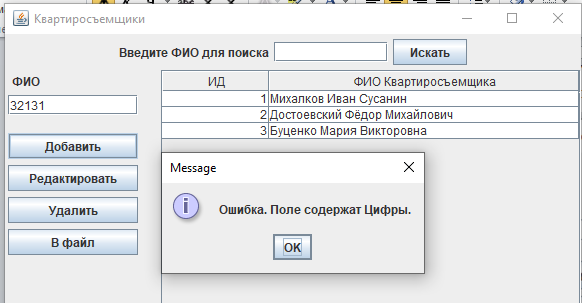 Квартиросъемщики
Введите ФИО для поиска
Искать
ФИО
32131
Добавить
Редактировать
Удалить
В файл
ИД ФИО Квартиросъемщика
1 Михалков Иван Сусанин
2 Достоевский Фёдор Михайлович
3 Буценко Мария Викторовна
Message
Ошибка. Поле содержат Цифры.
OK